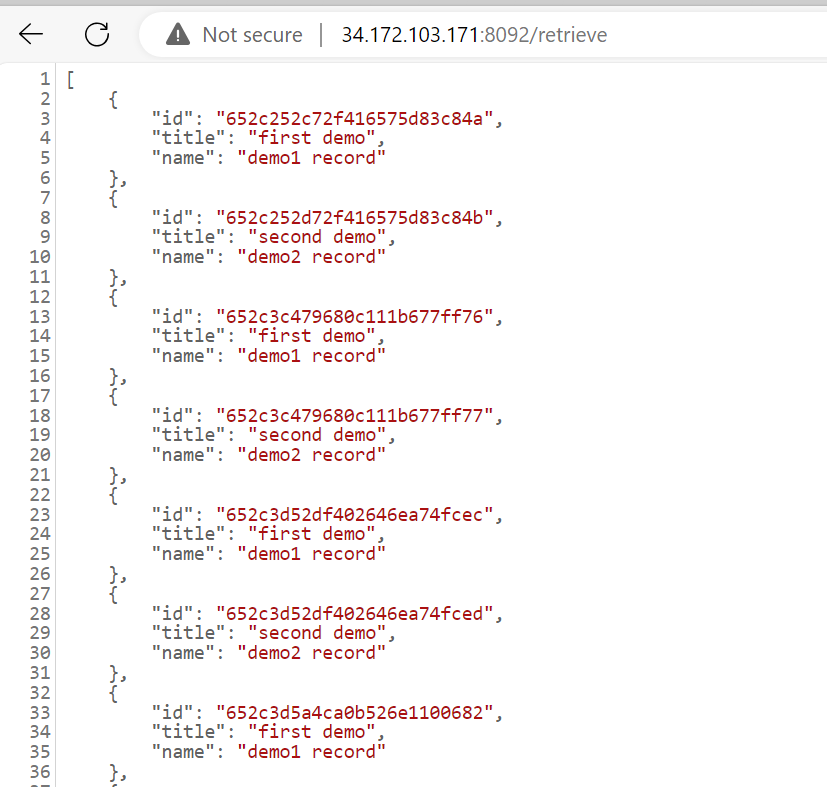 Not secure | 34.172.103.171:8092/retrieve
1 [
2 {
3 "id": "652c252c72f416575d83c84a",
4 "title": "first demo",
5 "name": "demo1 record"
6 },
7 {
8 "id": "652c252d72f416575d83c84b",
9 "title": "second demo",
10 "name": "demo2 record"
11 },
12 {
13 "id": "652c3c479680c111b677ff76",
14 "title": "first demo",
15 "name": "demo1 record"
16 },
17 {
18 "id": "652c3c479680c111b677ff77",
19 "title": "second demo",
20 "name": "demo2 record"
21 },
22 {
23 "id": "652c3d52df402646ea74fcec",
24 "title": "first demo",
25 "name": "demo1 record"
26 },
27 {
28 "id": "652c3d52df402646ea74fced",
29 "title": "second demo",
30 "name": "demo2 record"
31 },
32 {
33 "id": "652c3d5a4ca0b526e1100682",
34 "title": "first demo",
35 "name": "demo1 record"
36 },